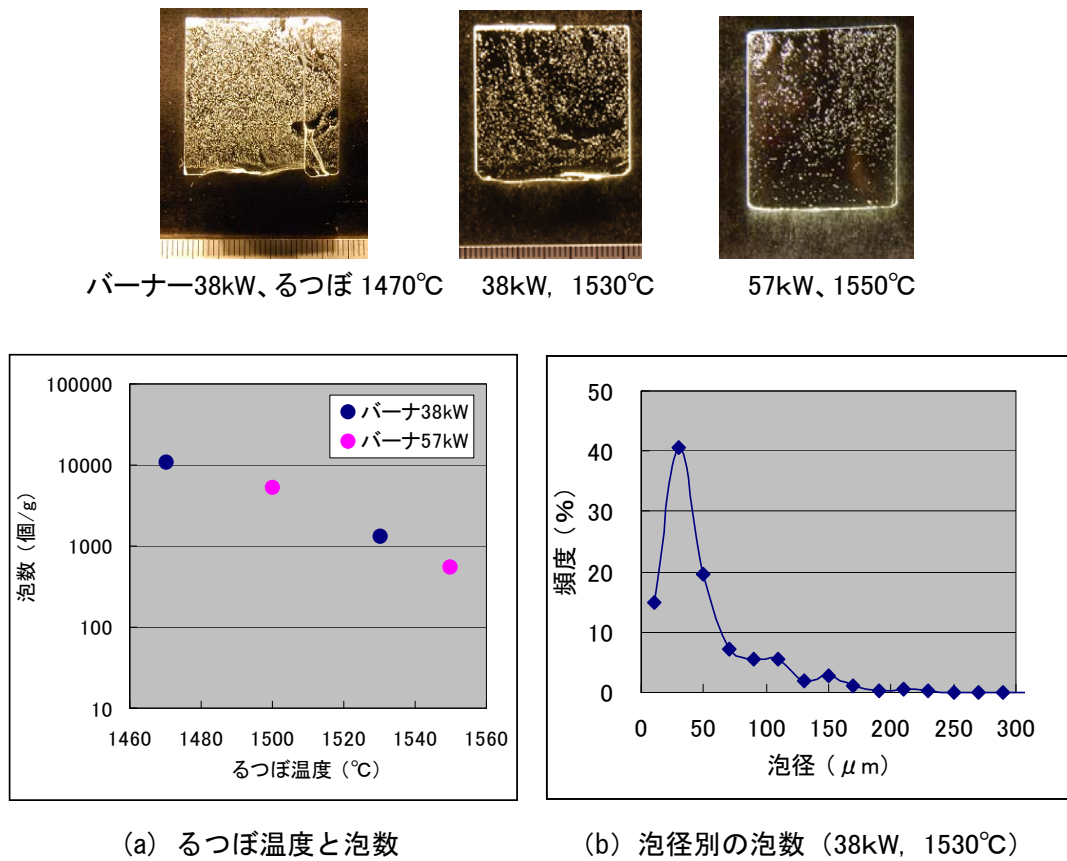 バーナー38kW、るつぼ 1470℃
38kW, 1530℃
57kW、1550℃
100000
10000
1000
100
10
1460
1480
1500
1520
1540
1560
泡数（個/g）
るつぼ温度（℃）
バーナ38kW
バーナ57kW
50
40
30
20
10
0
0
50
100
150
200
250
300
頻度（%）
泡径（μm）
(a) るつぼ温度と泡数
(b) 泡径別の泡数（38kW, 1530℃）